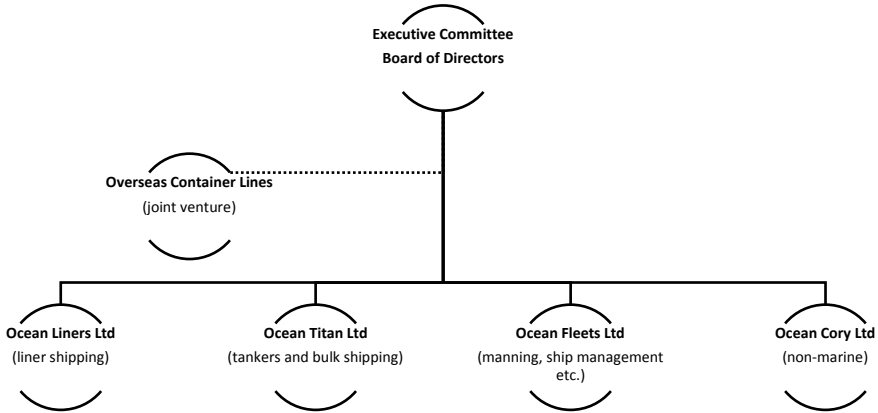 Executive Committee
Board of Directors
Overseas Container Lines
(joint venture)
Ocean Liners Ltd
(liner shipping)
Ocean Titan Ltd
(tankers and bulk shipping)
Ocean Fleets Ltd
(manning, ship management
etc.)
Ocean Cory Ltd
(non-marine)